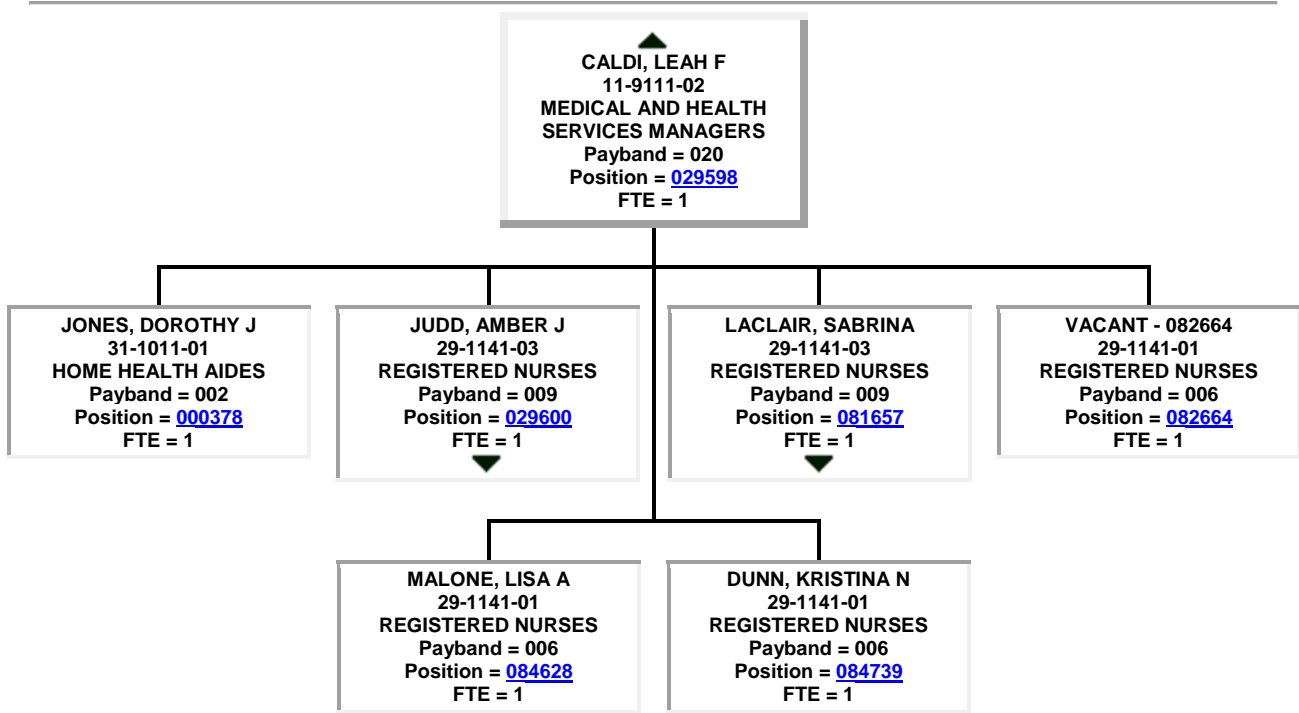 CALDI, LEAH F
11-9111-02
MEDICAL AND HEALTH
SERVICES MANAGERS
Payband = 020
Position = 029598
FTE = 1
JONES, DOROTHY J
31-1011-01
HOME HEALTH AIDES
Payband = 002
Position = 000378
FTE = 1
JUDD, AMBER J
29-1141-03
REGISTERED NURSES
Payband = 009
Position = 029600
FTE = 1
LACLAIR, SABRINA
29-1141-03
REGISTERED NURSES
Payband = 009
Position = 081657
FTE = 1
VACANT - 082664
29-1141-01
REGISTERED NURSES
Payband = 006
Position = 082664
FTE = 1
MALONE, LISA A
29-1141-01
REGISTERED NURSES
Payband = 006
Position = 084628
FTE = 1
DUNN, KRISTINA N
29-1141-01
REGISTERED NURSES
Payband = 006
Position = 084739
FTE = 1